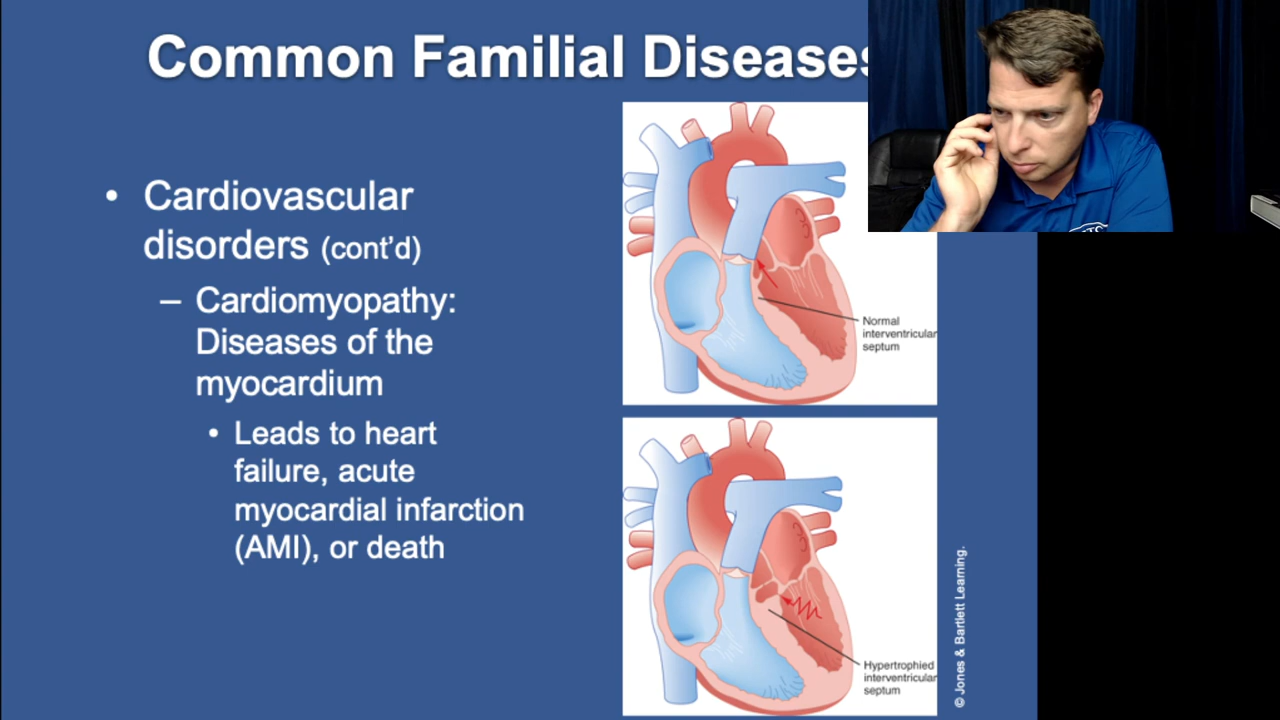 Common Familial Diseases
• Cardiovascular
disorders (cont’d)
– Cardiomyopathy:
Diseases of the
myocardium
• Leads to heart
failure, acute
myocardial infarction
(AMI), or death
Normal
interventricular
septum
Hypertrophied
interventricular
septum
© Jones & Bartlett Learning.